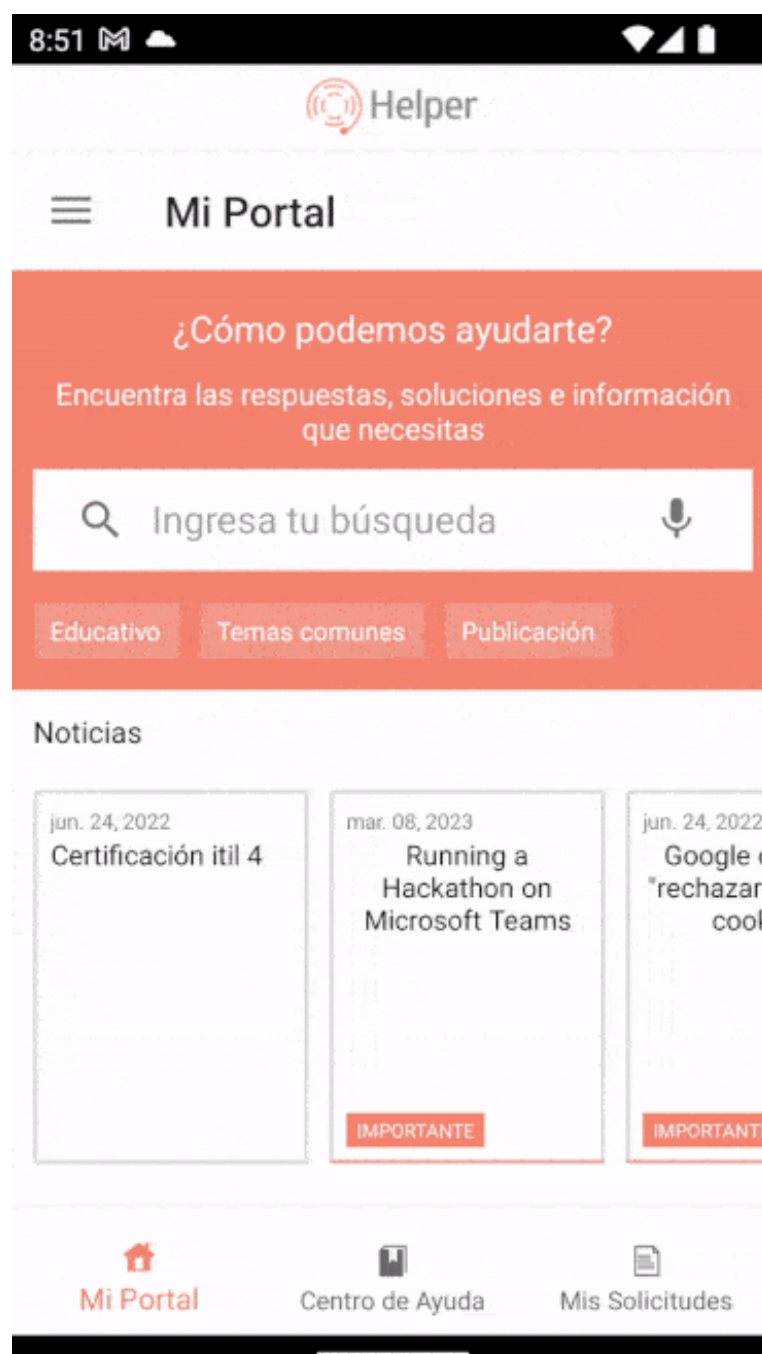 8:51
Helper
Mi Portal
¿Cómo podemos ayudarte?
Encuentra las respuestas, soluciones e información
que necesitas
Ingresa tu búsqueda
Educativo Temas comunes Publicación
Noticias
jun. 24, 2022
Certificación itil 4
mar. 08, 2023
Running a
Hackathon on
Microsoft Teams
IMPORTANTE
jun. 24, 2022
Google
"rechazar
IMPORTANT
Mi Portal Centro de Ayuda Mis Solicitudes